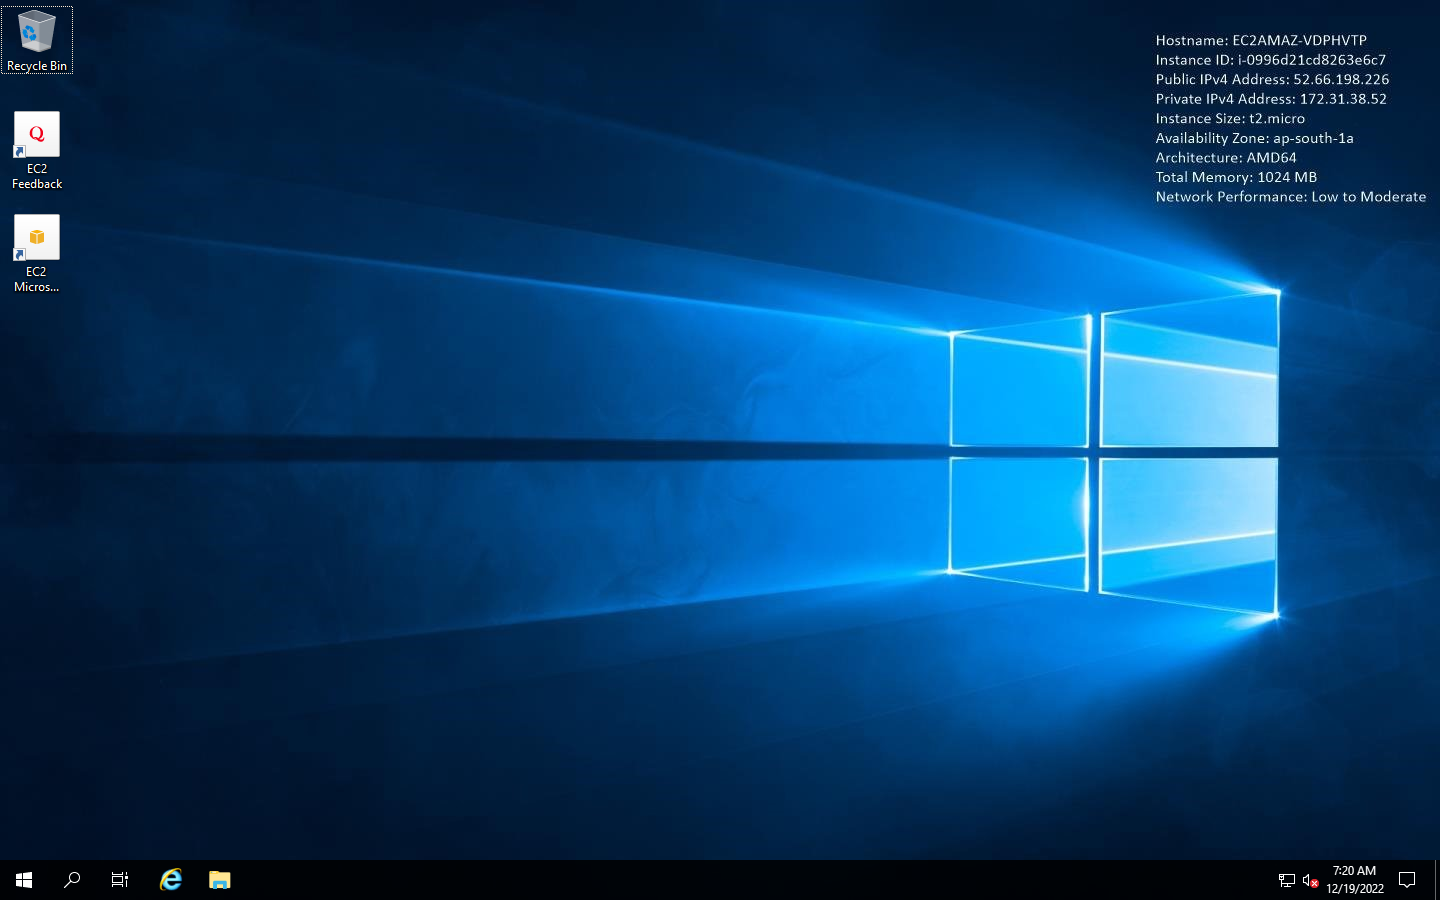 Recycle Bin
Q
EC2
Feedback
EC2
Micros...
Hostname: EC2AMAZ-VDPHVTP
Instance ID: i-0996d21cd8263e6c7
Public IPv4 Address: 52.66.198.226
Private IPv4 Address: 172.31.38.52
Instance Size: t2.micro
Availability Zone: ap-south-1a
Architecture: AMD64
Total Memory: 1024 MB
Network Performance: Low to Moderate
7:20 AM
12/19/2022